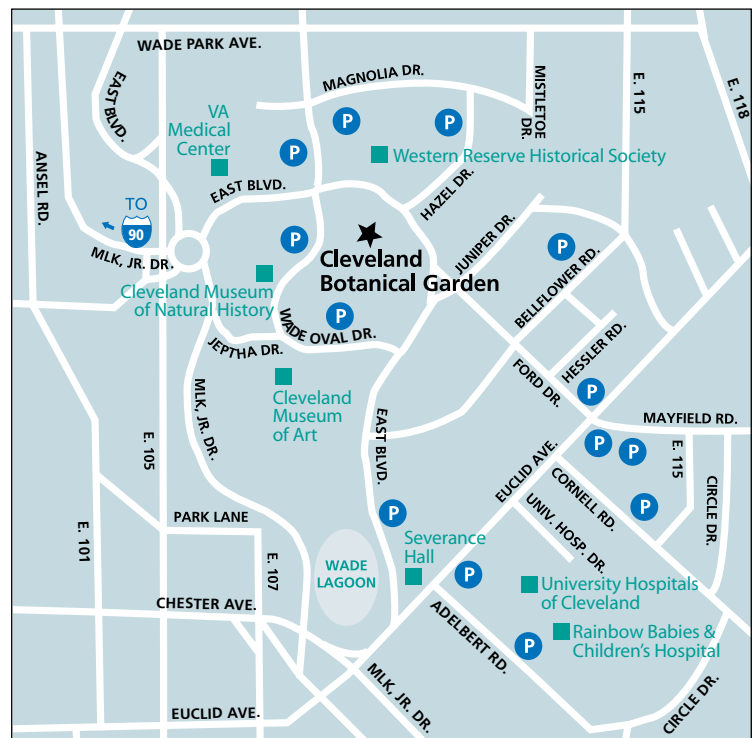 WADE PARK AVE.
EAST BLVD.
MAGNOLIA DR.
MISTLETOE
DR.
E. 115
E. 118
VA
Medical
Center
P
P
P
Western Reserve Historical Society
ANSEL RD.
EAST BLVD.
HAZEL DR.
TO
90
MLK, JR. DR.
P
Cleveland
Botanical Garden
JUNIPER DR.
P
BELLFLOWER RD.
Cleveland Museum
of Natural History
P
WADE OVAL DR.
JEPTHA DR.
HESSLER RD.
FORD DR.
Cleveland
Museum
of Art
MLK, JR. DR.
EAST BLVD.
P
MAYFIELD RD.
E. 105
EUCLID AVE.
P
P
E. 115
CORNELL RD.
CIRCLE DR.
P
P
UNIV. HOSP. DR.
PARK LANE
E. 101
E. 107
WADE
LAGOON
Severance
Hall
P
University Hospitals
of Cleveland
CHESTER AVE.
ADELBERT RD.
P
Rainbow Babies &
Children's Hospital
MLK, JR. DR.
CIRCLE DR.
EUCLID AVE.